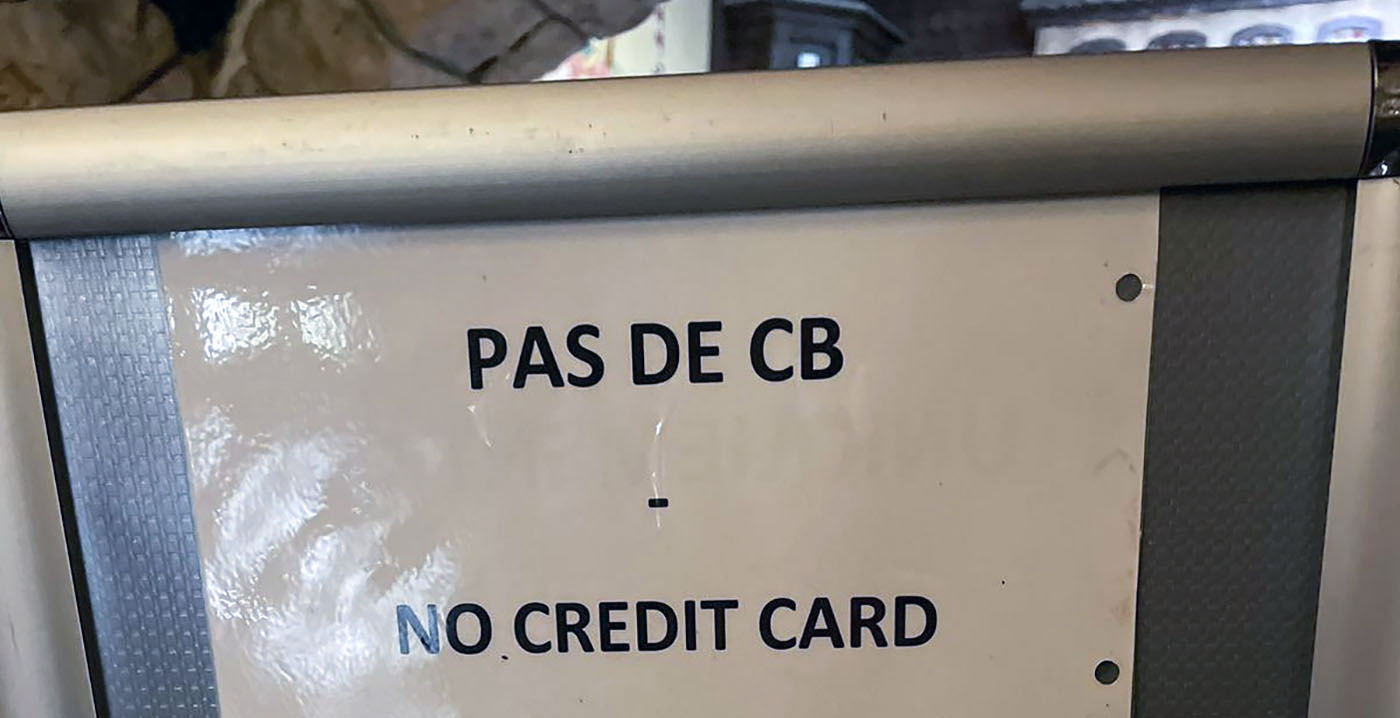 PAS DE CB
-
NO CREDIT CARD